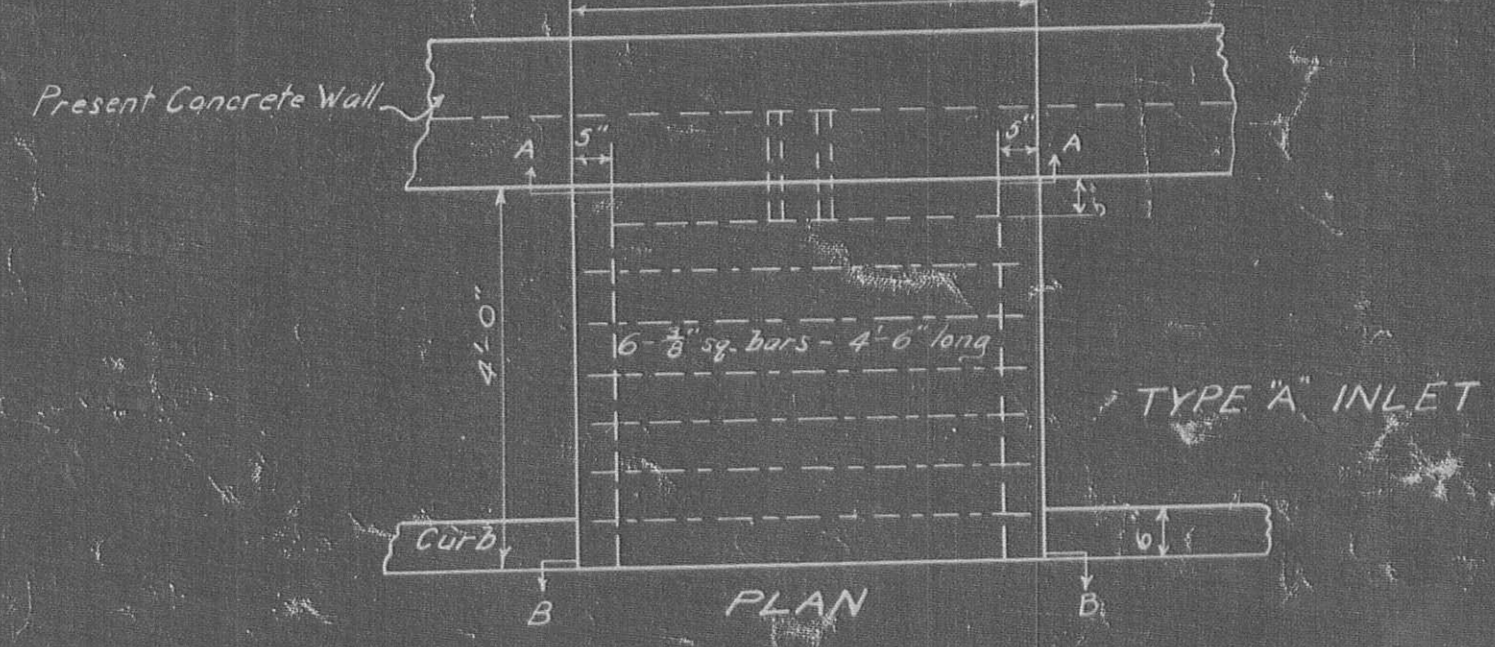 Present Concrete Wall
5"
5"
A
A
4'-0"
6-3/8" sq. bars - 4'-6" long
TYPE "A" INLET
Curb
6"
B
B
PLAN